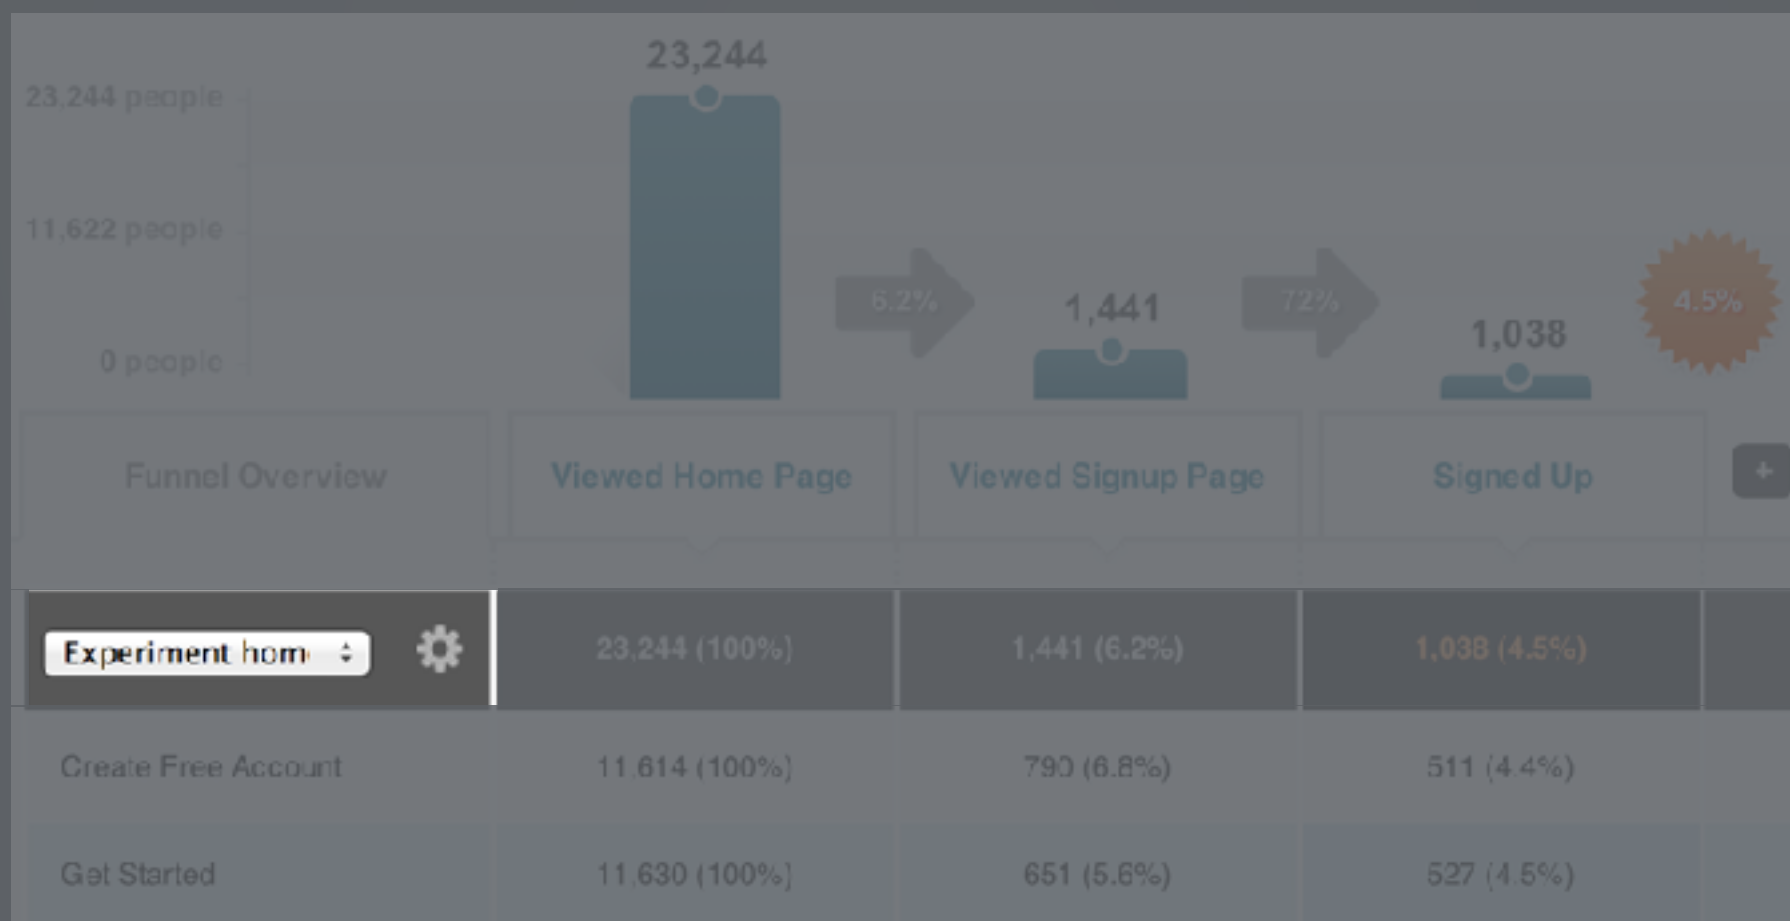 23,244
23,244 people
11,622 people
6.2%
1,441
72%
1,038
4.5%
0 people
Funnel Overview
Viewed Home Page
Viewed Signup Page
Signed Up
+
Experiment hom
23,244 (100%)
1,441 (6.2%)
1,038 (4.5%)
Create Free Account
11,614 (100%)
790 (6.8%)
511 (4.4%)
Get Started
11,630 (100%)
651 (5.6%)
527 (4.5%)